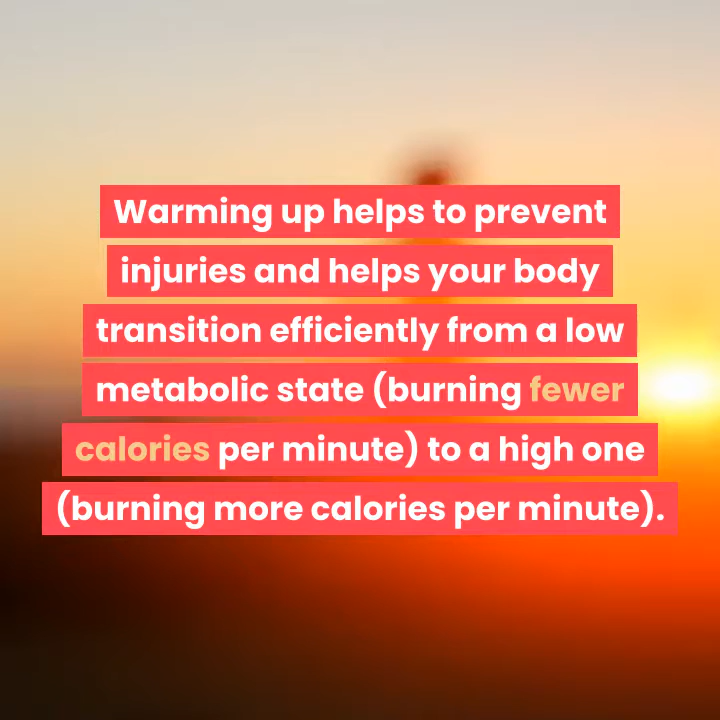 Warming up helps to prevent
injuries and helps your body
transition efficiently from a low
metabolic state (burning fewer
calories per minute) to a high one
(burning more calories per minute).